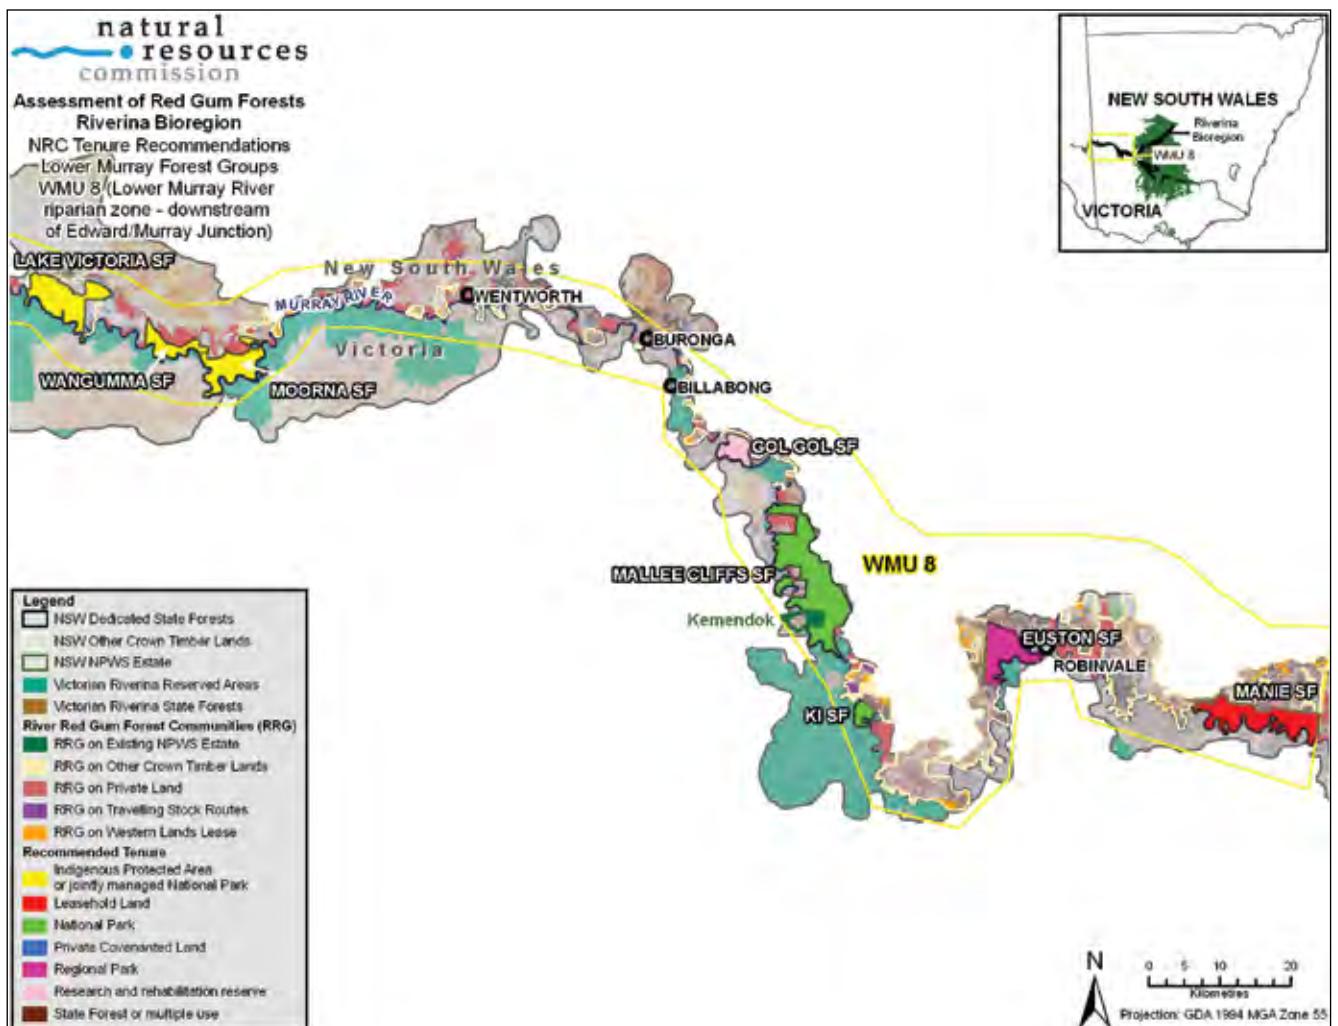 natural
resources
commission
Assessment of Red Gum Forests
Riverina Bioregion
NRC Tenure Recommendations
Lower Murray Forest Groups
WMU 8 (Lower Murray River
riparian zone - downstream
of Edward/Murray Junction)
NEW SOUTH WALES
Riverina
Bioregion
WMU 8
VICTORIA
LAKE VICTORIA SF
New South Wales
MURRAY RIVER
WENTWORTH
BURONGA
Victoria
WANGUMMA SF
MOORNA SF
BILLABONG
GOL GOL SF
MALLEE CLIFFS SF
WMU 8
Kemendok
EUSTON SF
ROBINVALE
MANIE SF
KI SF
Legend
NSW Dedicated State Forests
NSW Other Crown Timber Lands
NSW NPWS Estate
Victorian Riverina Reserved Areas
Victorian Riverina State Forests
River Red Gum Forest Communities (RRG)
RRG on Existing NPWS Estate
RRG on Other Crown Timber Lands
RRG on Private Land
RRG on Travelling Stock Routes
RRG on Western Lands Lease
Recommended Tenure
Indigenous Protected Area
or jointly managed National Park
Leasehold Land
National Park
Private Covenanted Land
Regional Park
Research and rehabilitation reserve
State Forest or multiple use
N
0 5 10 20
Kilometres
Projection: GDA 1994 MGA Zone 55